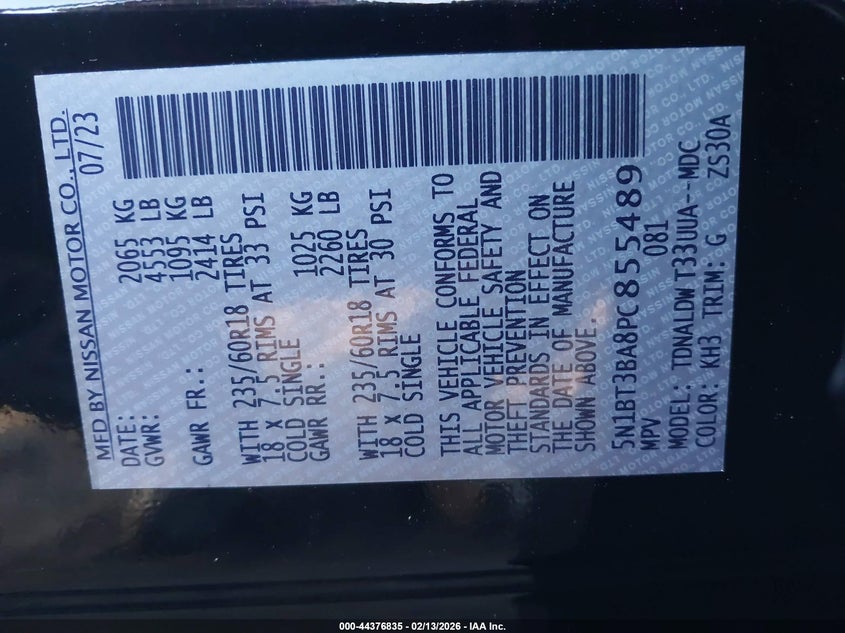 MFD BY NISSAN MOTOR CO., LTD.
DATE: 07/23
GVWR: 2065 KG
4553 LB
GAWR FR.: 1095 KG
2414 LB
WITH 235/60R18 TIRES
18 X 7.5 RIMS AT 33 PSI
COLD SINGLE
GAWR RR.: 1025 KG
2260 LB
WITH 235/60R18 TIRES
18 X 7.5 RIMS AT 30 PSI
COLD SINGLE
THIS VEHICLE CONFORMS TO
ALL APPLICABLE FEDERAL
MOTOR VEHICLE SAFETY AND
THEFT PREVENTION
STANDARDS IN EFFECT ON
THE DATE OF MANUFACTURE
SHOWN ABOVE.
5N1BT3BA8PC855489
MPV 081
MODEL: TDNALDW T33UUA--MDC
COLOR: KH3 TRIM: G ZS30A
000-44376835 - 02/13/2026 - IAA Inc.